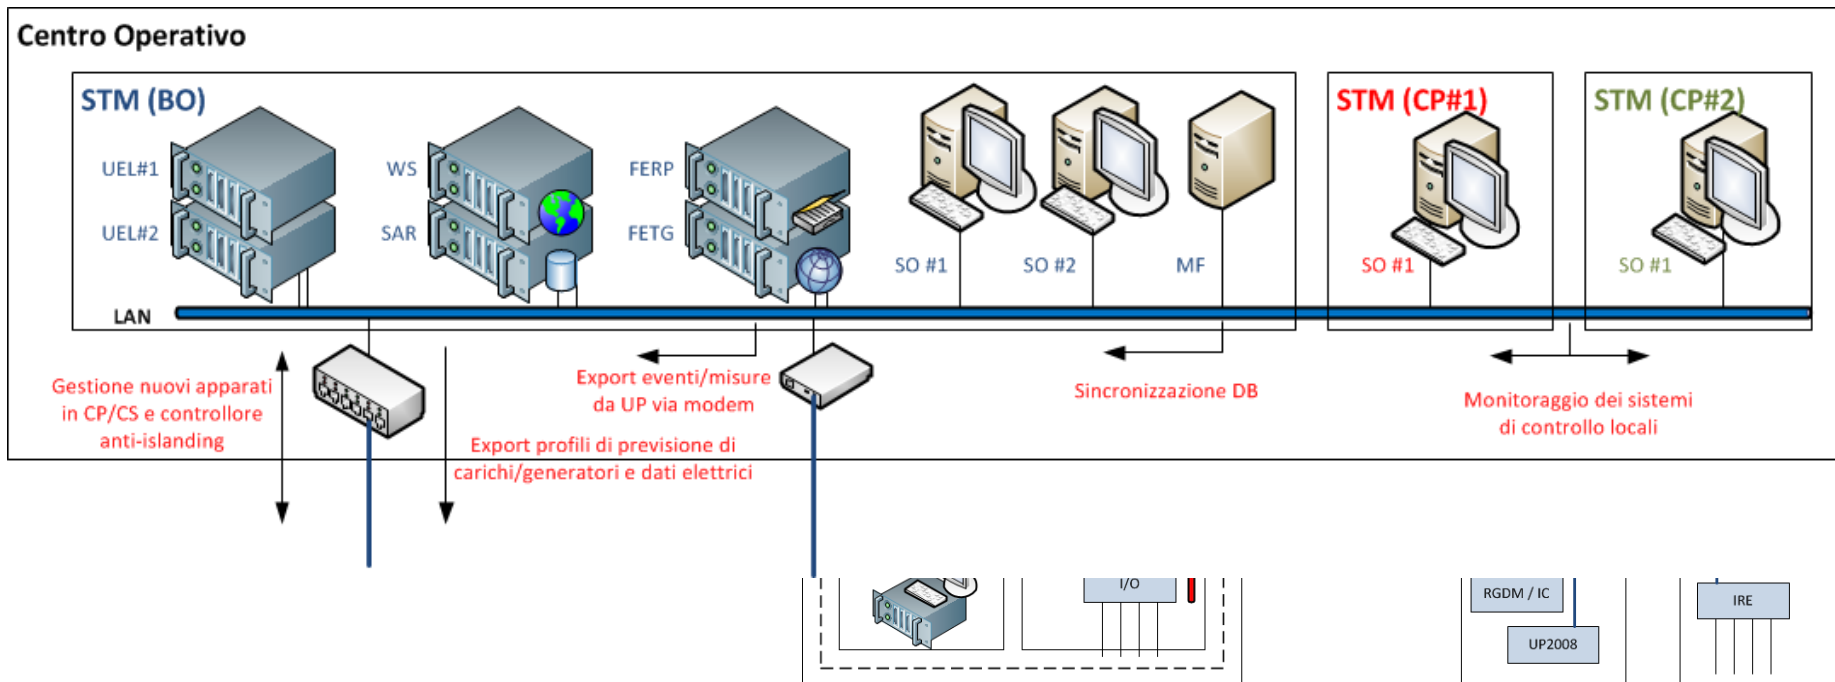 Centro Operativo
STM (BO)
STM (CP#1)
STM (CP#2)
UEL#1
WS
FERP
UEL#2
SAR
FETG
SO #1
SO #2
MF
SO #1
SO #1
LAN
Gestione nuovi apparati
in CP/CS e controllore
anti-islanding
Export eventi/misure
da UP via modem
Export profili di previsione di
carichi/generatori e dati elettrici
Sincronizzazione DB
Monitoraggio dei sistemi
di controllo locali
I/O
RGDM / IC
UP2008
IRE